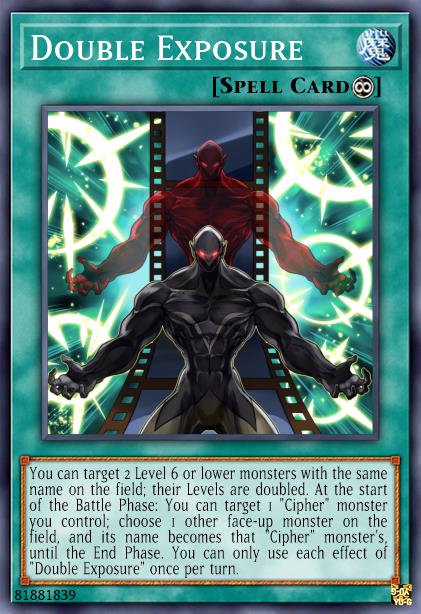 Double Exposure
[Spell Card]
You can target 2 Level 6 or lower monsters with the same
name on the field; their Levels are doubled. At the start
of the Battle Phase: You can target 1 "Cipher" monster
you control; choose 1 other face-up monster on the
field, and its name becomes that "Cipher" monster's,
until the End Phase. You can only use each effect of
"Double Exposure" once per turn.
81881839